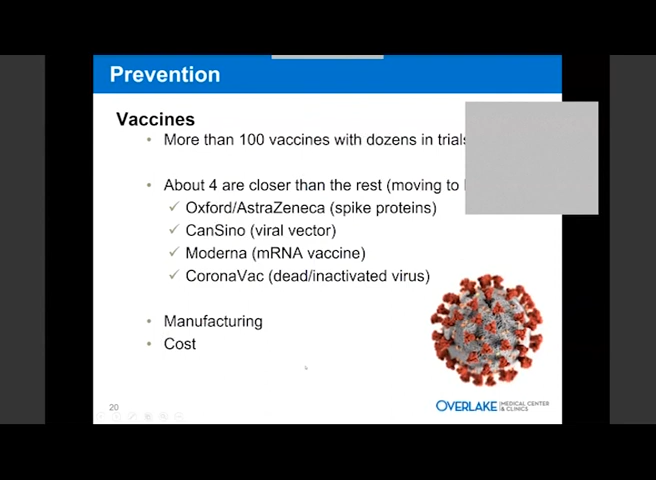 Prevention
Vaccines
• More than 100 vaccines with dozens in trials
• About 4 are closer than the rest (moving to
✓ Oxford/AstraZeneca (spike proteins)
✓ CanSino (viral vector)
✓ Moderna (mRNA vaccine)
✓ CoronaVac (dead/inactivated virus)
• Manufacturing
• Cost
20
OVERLAKE MEDICAL CENTER
& CLINICS